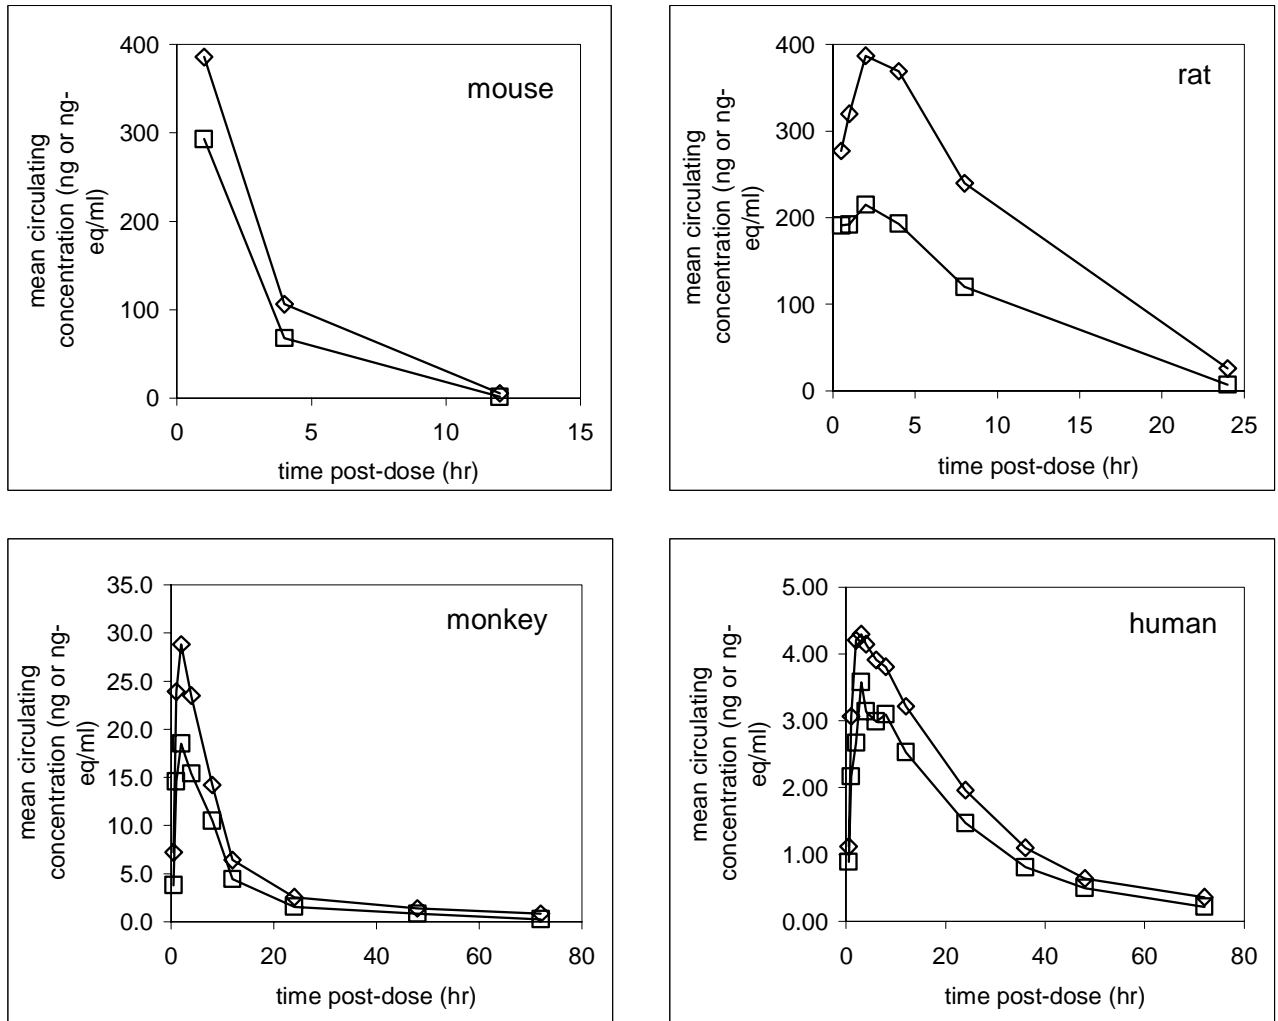 mouse
mean circulating
concentration (ng or ng-
eq/ml)
400
300
200
100
0
0 5 10 15
time post-dose (hr)
rat
mean circulating
concentration (ng or ng-
eq/ml)
400
300
200
100
0
0 5 10 15 20 25
time post-dose (hr)
monkey
mean circulating
concentration (ng or ng-
eq/ml)
35.0
30.0
25.0
20.0
15.0
10.0
5.0
0.0
0 20 40 60 80
time post-dose (hr)
human
mean circulating
concentration (ng or ng-
eq/ml)
5.00
4.00
3.00
2.00
1.00
0.00
0 20 40 60 80
time post-dose (hr)